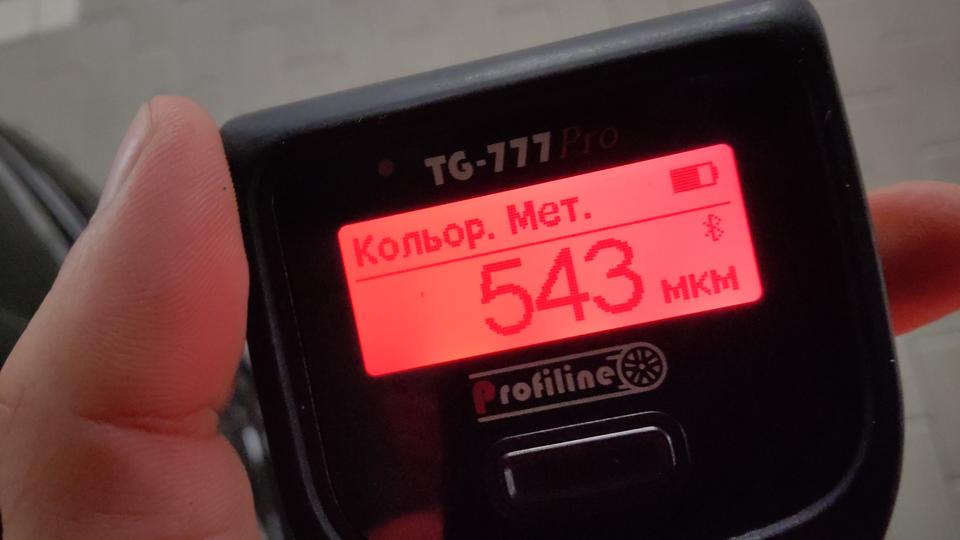 TG-777 Pro
Кольор. Мет.
543 мкм
Profiline